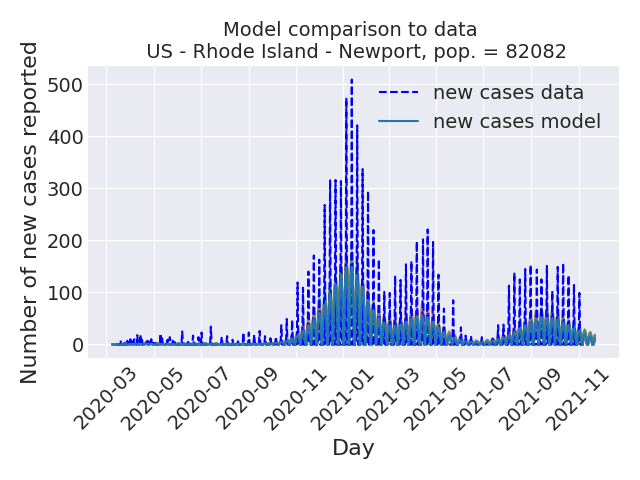 Model comparison to data
US - Rhode Island - Newport, pop. = 82082
Number of new cases reported
500
400
300
200
100
0
new cases data
new cases model
2020-03
2020-05
2020-07
2020-09
2020-11
2021-01
2021-03
2021-05
2021-07
2021-09
2021-11
Day